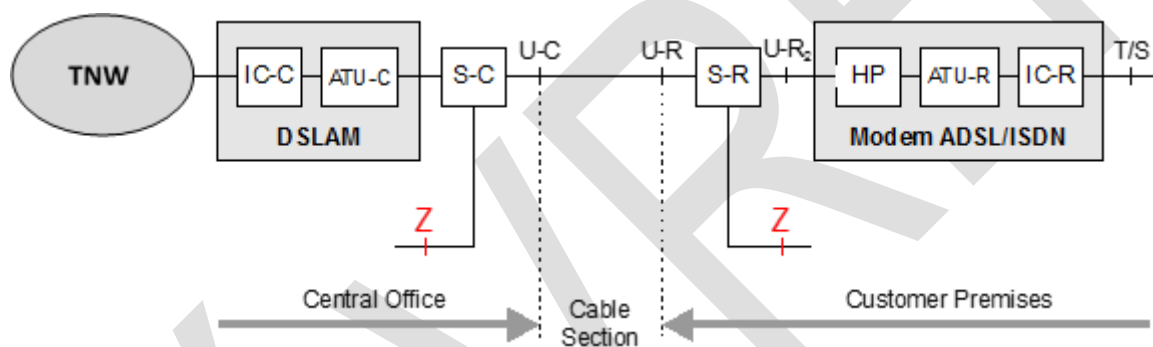 TNW
IC-C
ATU-C
DSLAM
S-C
U-C
U-R
S-R
U-R₂
HP
ATU-R
IC-R
Modem ADSL/ISDN
T/S
Z
Z
Central Office
Cable
Section
Customer Premises